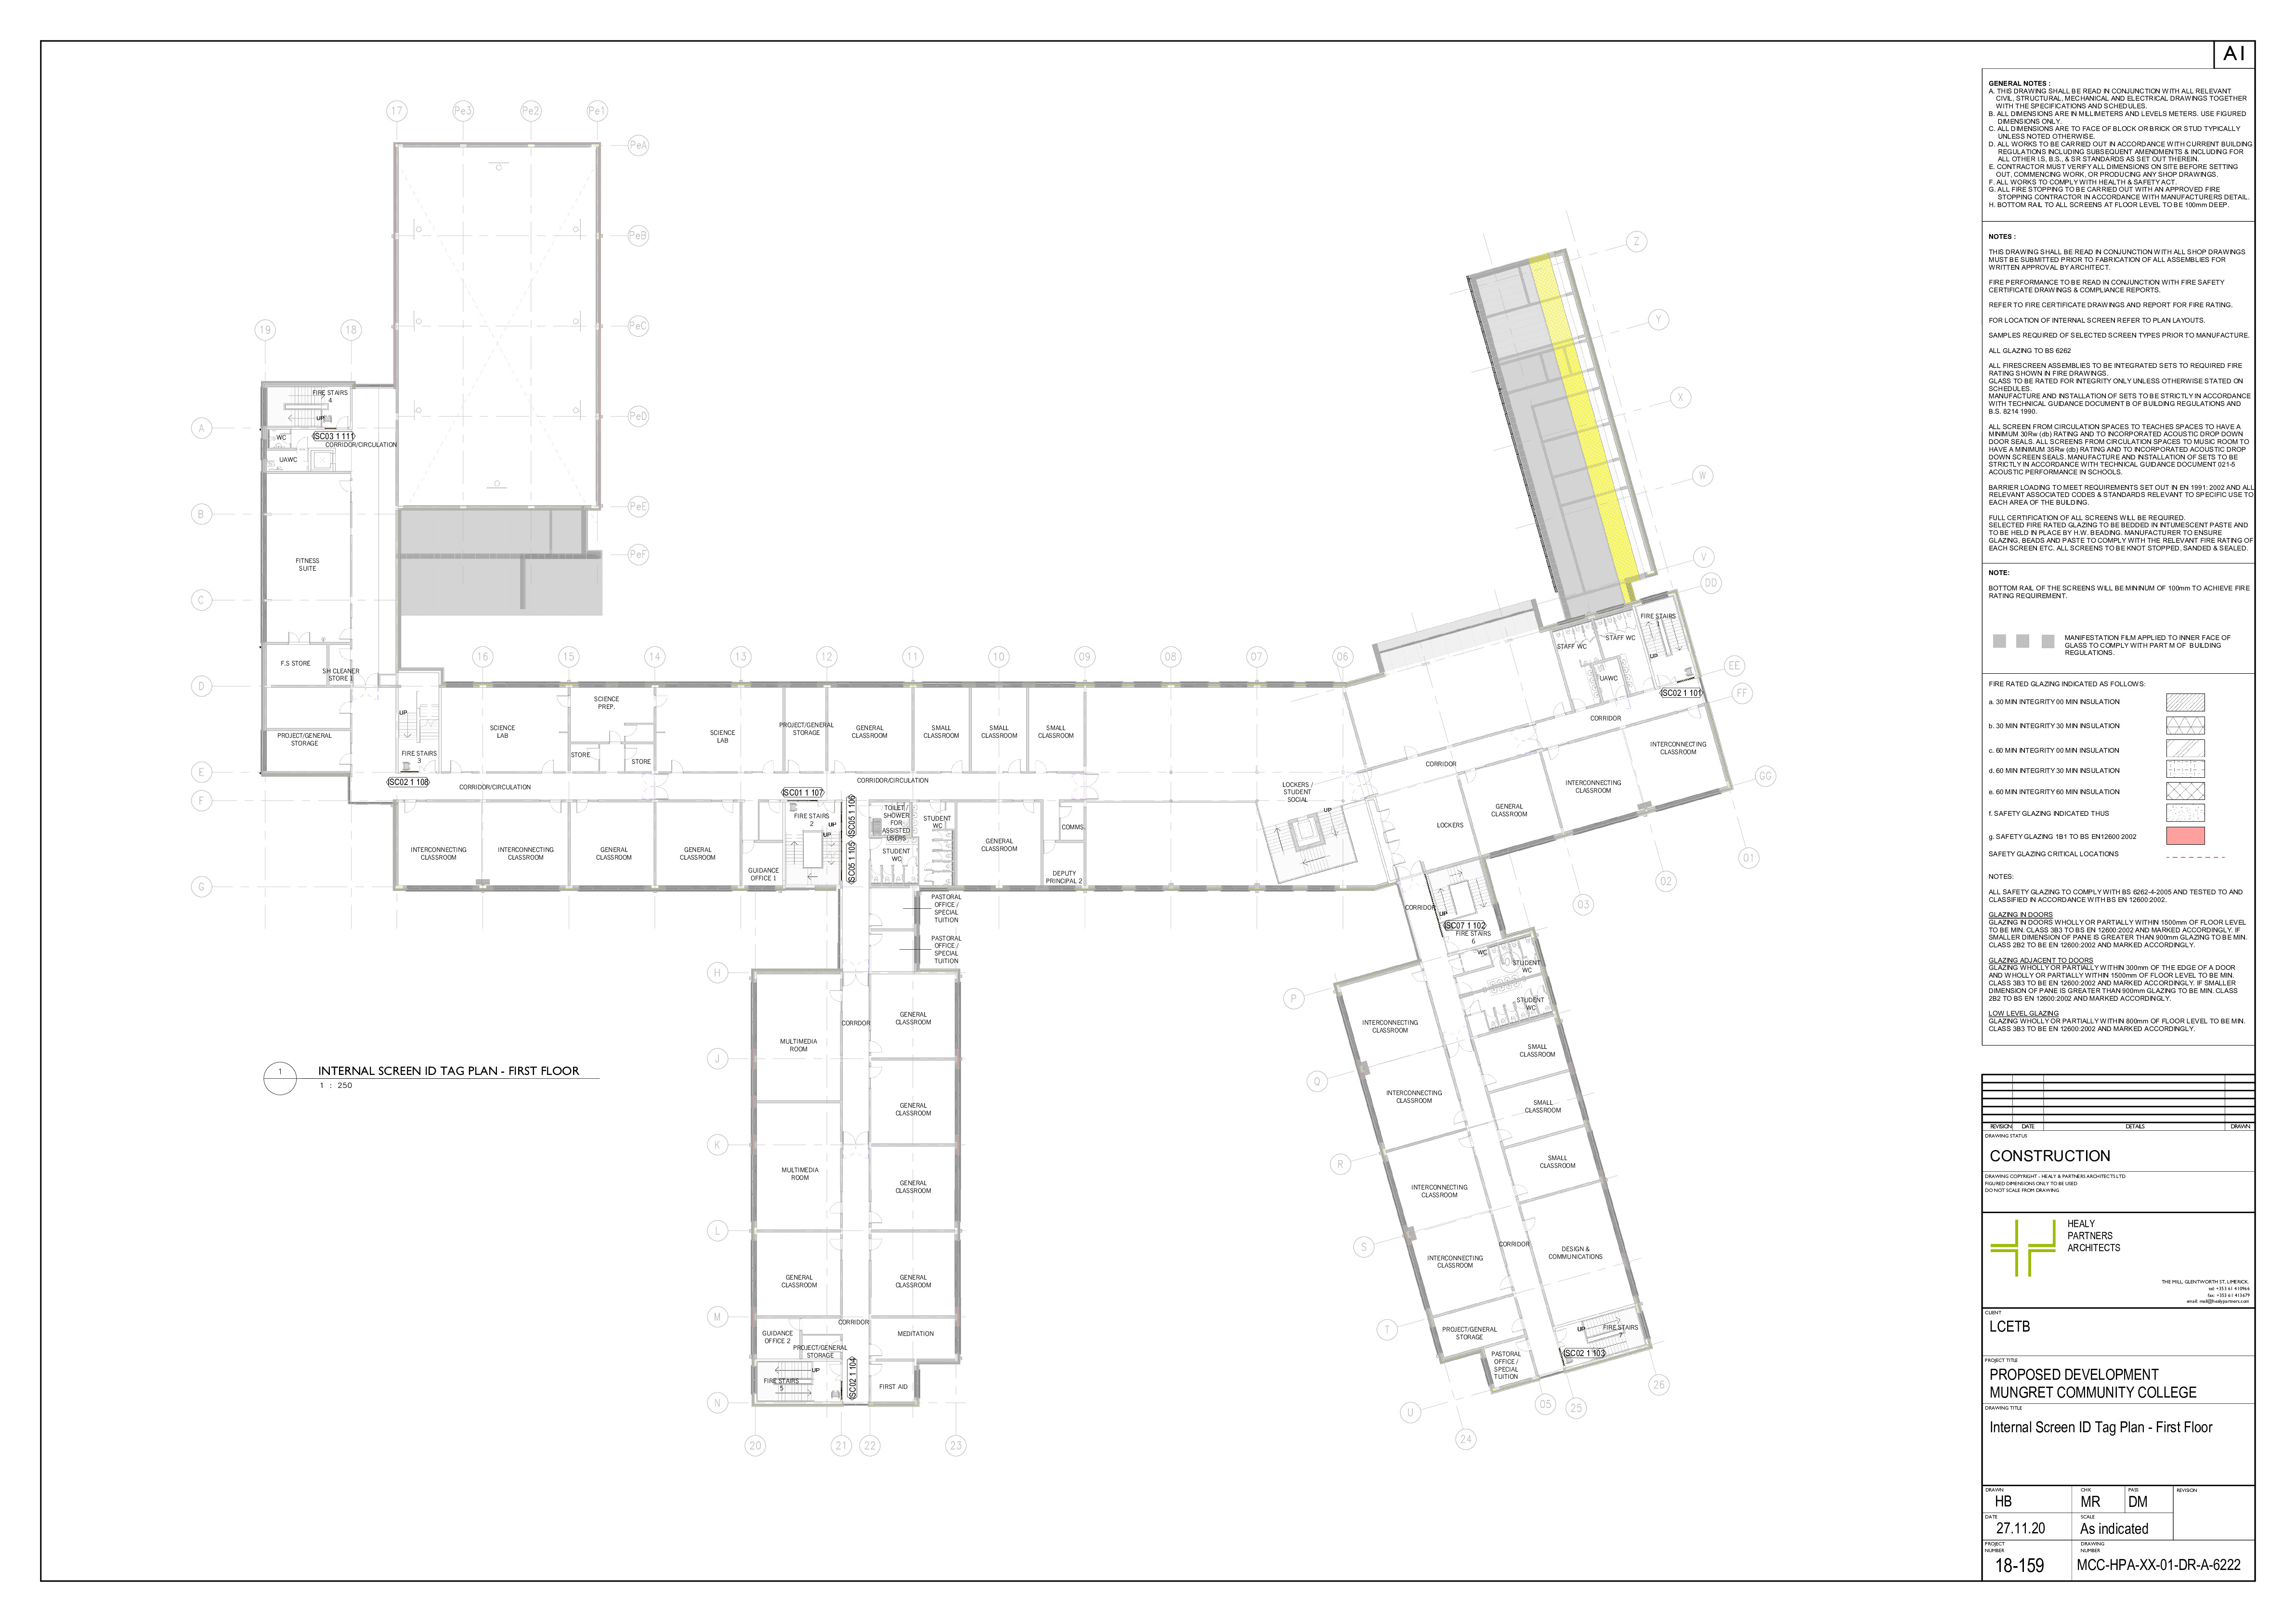 A1
GENERAL NOTES :
A. THIS DRAWING SHALL BE READ IN CONJUNCTION WITH ALL RELEVANT
CIVIL, STRUCTURAL, MECHANICAL AND ELECTRICAL DRAWINGS TOGETHER
WITH THE SPECIFICATIONS AND SCHEDULES.
B. ALL DIMENSIONS ARE IN MILLIMETERS AND LEVELS METERS. USE FIGURED
DIMENSIONS ONLY.
C. ALL DIMENSIONS ARE TO FACE OF BLOCK OR BRICK OR STUD TYPICALLY
UNLESS NOTED OTHERWISE.
D. ALL WORKS TO BE CARRIED OUT IN ACCORDANCE WITH CURRENT BUILDING
REGULATIONS INCLUDING SUBSEQUENT AMENDMENTS & INCLUDING FOR
ALL OTHER I.S, B.S., & SR STANDARDS AS SET OUT THEREIN.
E. CONTRACTOR MUST VERIFY ALL DIMENSIONS ON SITE BEFORE SETTING
OUT, COMMENCING WORK, OR PRODUCING ANY SHOP DRAWINGS.
F. ALL WORKS TO COMPLY WITH HEALTH & SAFETY ACT.
G. ALL FIRE STOPPING TO BE CARRIED OUT WITH AN APPROVED FIRE
STOPPING CONTRACTOR IN ACCORDANCE WITH MANUFACTURERS DETAIL.
H. BOTTOM RAIL TO ALL SCREENS AT FLOOR LEVEL TO BE 100mm DEEP.
NOTES :
THIS DRAWING SHALL BE READ IN CONJUNCTION WITH ALL SHOP DRAWINGS
MUST BE SUBMITTED PRIOR TO FABRICATION OF ALL ASSEMBLIES FOR
WRITTEN APPROVAL BY ARCHITECT.
FIRE PERFORMANCE TO BE READ IN CONJUNCTION WITH FIRE SAFETY
CERTIFICATE DRAWINGS & COMPLIANCE REPORTS.
REFER TO FIRE CERTIFICATE DRAWINGS AND REPORT FOR FIRE RATING.
FOR LOCATION OF INTERNAL SCREEN REFER TO PLAN LAYOUTS.
SAMPLES REQUIRED OF SELECTED SCREEN TYPES PRIOR TO MANUFACTURE.
ALL GLAZING TO BS 6262
ALL FIRESCREEN ASSEMBLIES TO BE INTEGRATED SETS TO REQUIRED FIRE
RATING SHOWN IN FIRE DRAWINGS.
GLASS TO BE RATED FOR INTEGRITY ONLY UNLESS OTHERWISE STATED ON
SCHEDULES.
MANUFACTURE AND INSTALLATION OF SETS TO BE STRICTLY IN ACCORDANCE
WITH TECHNICAL GUIDANCE DOCUMENT B OF BUILDING REGULATIONS AND
B.S. 8214 1990.
ALL SCREEN FROM CIRCULATION SPACES TO TEACHES SPACES TO HAVE A
MINIMUM 30Rw (db) RATING AND TO INCORPORATED ACOUSTIC DROP DOWN
DOOR SEALS. ALL SCREENS FROM CIRCULATION SPACES TO MUSIC ROOM TO
HAVE A MINIMUM 35Rw (db) RATING AND TO INCORPORATED ACOUSTIC DROP
DOWN SCREEN SEALS. MANUFACTURE AND INSTALLATION OF SETS TO BE
STRICTLY IN ACCORDANCE WITH TECHNICAL GUIDANCE DOCUMENT 021-5
ACOUSTIC PERFORMANCE IN SCHOOLS.
BARRIER LOADING TO MEET REQUIREMENTS SET OUT IN EN 1991: 2002 AND ALL
RELEVANT ASSOCIATED CODES & STANDARDS RELEVANT TO SPECIFIC USE TO
EACH AREA OF THE BUILDING.
FULL CERTIFICATION OF ALL SCREENS WILL BE REQUIRED.
SELECTED FIRE RATED GLAZING TO BE BEDDED IN INTUMESCENT PASTE AND
TO BE HELD IN PLACE BY H.W. BEADING. MANUFACTURER TO ENSURE
GLAZING, BEADS AND PASTE TO COMPLY WITH THE RELEVANT FIRE RATING OF
EACH SCREEN ETC. ALL SCREENS TO BE KNOT STOPPED, SANDED & SEALED.
NOTE:
BOTTOM RAIL OF THE SCREENS WILL BE MININUM OF 100mm TO ACHIEVE FIRE
RATING REQUIREMENT.
MANIFESTATION FILM APPLIED TO INNER FACE OF
GLASS TO COMPLY WITH PART M OF BUILDING
REGULATIONS.
FIRE RATED GLAZING INDICATED AS FOLLOWS:
a. 30 MIN INTEGRITY 00 MIN INSULATION
b. 30 MIN INTEGRITY 30 MIN INSULATION
c. 60 MIN INTEGRITY 00 MIN INSULATION
d. 60 MIN INTEGRITY 30 MIN INSULATION
e. 60 MIN INTEGRITY 60 MIN INSULATION
f. SAFETY GLAZING INDICATED THUS
g. SAFETY GLAZING 1B1 TO BS EN12600 2002
SAFETY GLAZING CRITICAL LOCATIONS
NOTES:
ALL SAFETY GLAZING TO COMPLY WITH BS 6262-4-2005 AND TESTED TO AND
CLASSIFIED IN ACCORDANCE WITH BS EN 12600:2002.
GLAZING IN DOORS
GLAZING IN DOORS WHOLLY OR PARTIALLY WITHIN 1500mm OF FLOOR LEVEL
TO BE MIN. CLASS 3B3 TO BS EN 12600:2002 AND MARKED ACCORDINGLY. IF
SMALLER DIMENSION OF PANE IS GREATER THAN 900mm GLAZING TO BE MIN.
CLASS 2B2 TO BE EN 12600:2002 AND MARKED ACCORDINGLY.
GLAZING ADJACENT TO DOORS
GLAZING WHOLLY OR PARTIALLY WITHIN 300mm OF THE EDGE OF A DOOR
AND WHOLLY OR PARTIALLY WITHIN 1500mm OF FLOOR LEVEL TO BE MIN.
CLASS 3B3 TO BE EN 12600:2002 AND MARKED ACCORDINGLY. IF SMALLER
DIMENSION OF PANE IS GREATER THAN 900mm GLAZING TO BE MIN. CLASS
2B2 TO BS EN 12600:2002 AND MARKED ACCORDINGLY.
LOW LEVEL GLAZING
GLAZING WHOLLY OR PARTIALLY WITHIN 800mm OF FLOOR LEVEL TO BE MIN.
CLASS 3B3 TO BE EN 12600:2002 AND MARKED ACCORDINGLY.
REVISION DATE DETAILS DRAWN
DRAWING STATUS
CONSTRUCTION
DRAWING COPYRIGHT - HEALY & PARTNERS ARCHITECTS LTD
FIGURED DIMENSIONS ONLY TO BE USED
DO NOT SCALE FROM DRAWING
HEALY
PARTNERS
ARCHITECTS
THE MILL, GLENTWORTH ST, LIMERICK.
tel: +353 61 410966
fax: +353 61 413679
email: mail@healypartners.com
CLIENT
LCETB
PROJECT TITLE
PROPOSED DEVELOPMENT
MUNGRET COMMUNITY COLLEGE
DRAWING TITLE
Internal Screen ID Tag Plan - First Floor
DRAWN CHK PASS REVISION
HB MR DM
DATE SCALE
27.11.20 As indicated
PROJECT NUMBER DRAWING NUMBER
18-159 MCC-HPA-XX-01-DR-A-6222
17 Pe3 Pe2 Pe1
PeA
PeB
PeC
PeD
PeE
PeF
19 18
A
B
C
D
E
F
G
FIRE STAIRS
4
UP
WC
SC03 1 111
CORRIDOR/CIRCULATION
UAWC
FITNESS
SUITE
F.S STORE
SH CLEANER
STORE 1
PROJECT/GENERAL
STORAGE
16 15 14 13 12 11 10 09 08 07 06
UP
FIRE STAIRS
3
SC02 1 108
SCIENCE
LAB
SCIENCE
PREP.
STORE
STORE
SCIENCE
LAB
PROJECT/GENERAL
STORAGE
GENERAL
CLASSROOM
SMALL
CLASSROOM
SMALL
CLASSROOM
SMALL
CLASSROOM
CORRIDOR/CIRCULATION
CORRIDOR/CIRCULATION
INTERCONNECTING
CLASSROOM
INTERCONNECTING
CLASSROOM
GENERAL
CLASSROOM
GENERAL
CLASSROOM
GUIDANCE
OFFICE 1
SC01 1 107
FIRE STAIRS
2
UP
UP
SC05 1 106
SC05 1 105
TOILET /
SHOWER
FOR
ASSISTED
USERS
STUDENT
WC
STUDENT
WC
GENERAL
CLASSROOM
COMMS.
DEPUTY
PRINCIPAL 2
LOCKERS /
STUDENT
SOCIAL
UP
PASTORAL
OFFICE /
SPECIAL
TUITION
PASTORAL
OFFICE /
SPECIAL
TUITION
H
J
K
L
M
N
MULTIMEDIA
ROOM
CORRDOR
GENERAL
CLASSROOM
GENERAL
CLASSROOM
MULTIMEDIA
ROOM
GENERAL
CLASSROOM
GENERAL
CLASSROOM
GENERAL
CLASSROOM
CORRIDOR
GUIDANCE
OFFICE 2
PROJECT/GENERAL
STORAGE
MEDITATION
UP
FIRE STAIRS
5
SC02 1 104
FIRST AID
20 21 22 23
Z
Y
X
W
V
DD
EE
FF
GG
STAFF WC
STAFF WC
UAWC
FIRE STAIRS
1
UP
SC02 1 101
CORRIDOR
CORRIDOR
INTERCONNECTING
CLASSROOM
INTERCONNECTING
CLASSROOM
GENERAL
CLASSROOM
LOCKERS
01
02
03
CORRIDOR
UP
SC07 1 102
FIRE STAIRS
6
WC
STUDENT
WC
STUDENT
WC
P
Q
R
S
T
U
INTERCONNECTING
CLASSROOM
SMALL
CLASSROOM
INTERCONNECTING
CLASSROOM
SMALL
CLASSROOM
SMALL
CLASSROOM
INTERCONNECTING
CLASSROOM
CORRIDOR
DESIGN &
COMMUNICATIONS
INTERCONNECTING
CLASSROOM
PROJECT/GENERAL
STORAGE
PASTORAL
OFFICE /
SPECIAL
TUITION
UP
FIRE STAIRS
7
SC02 1 103
24 05 25 26
1
INTERNAL SCREEN ID TAG PLAN - FIRST FLOOR
1 : 250